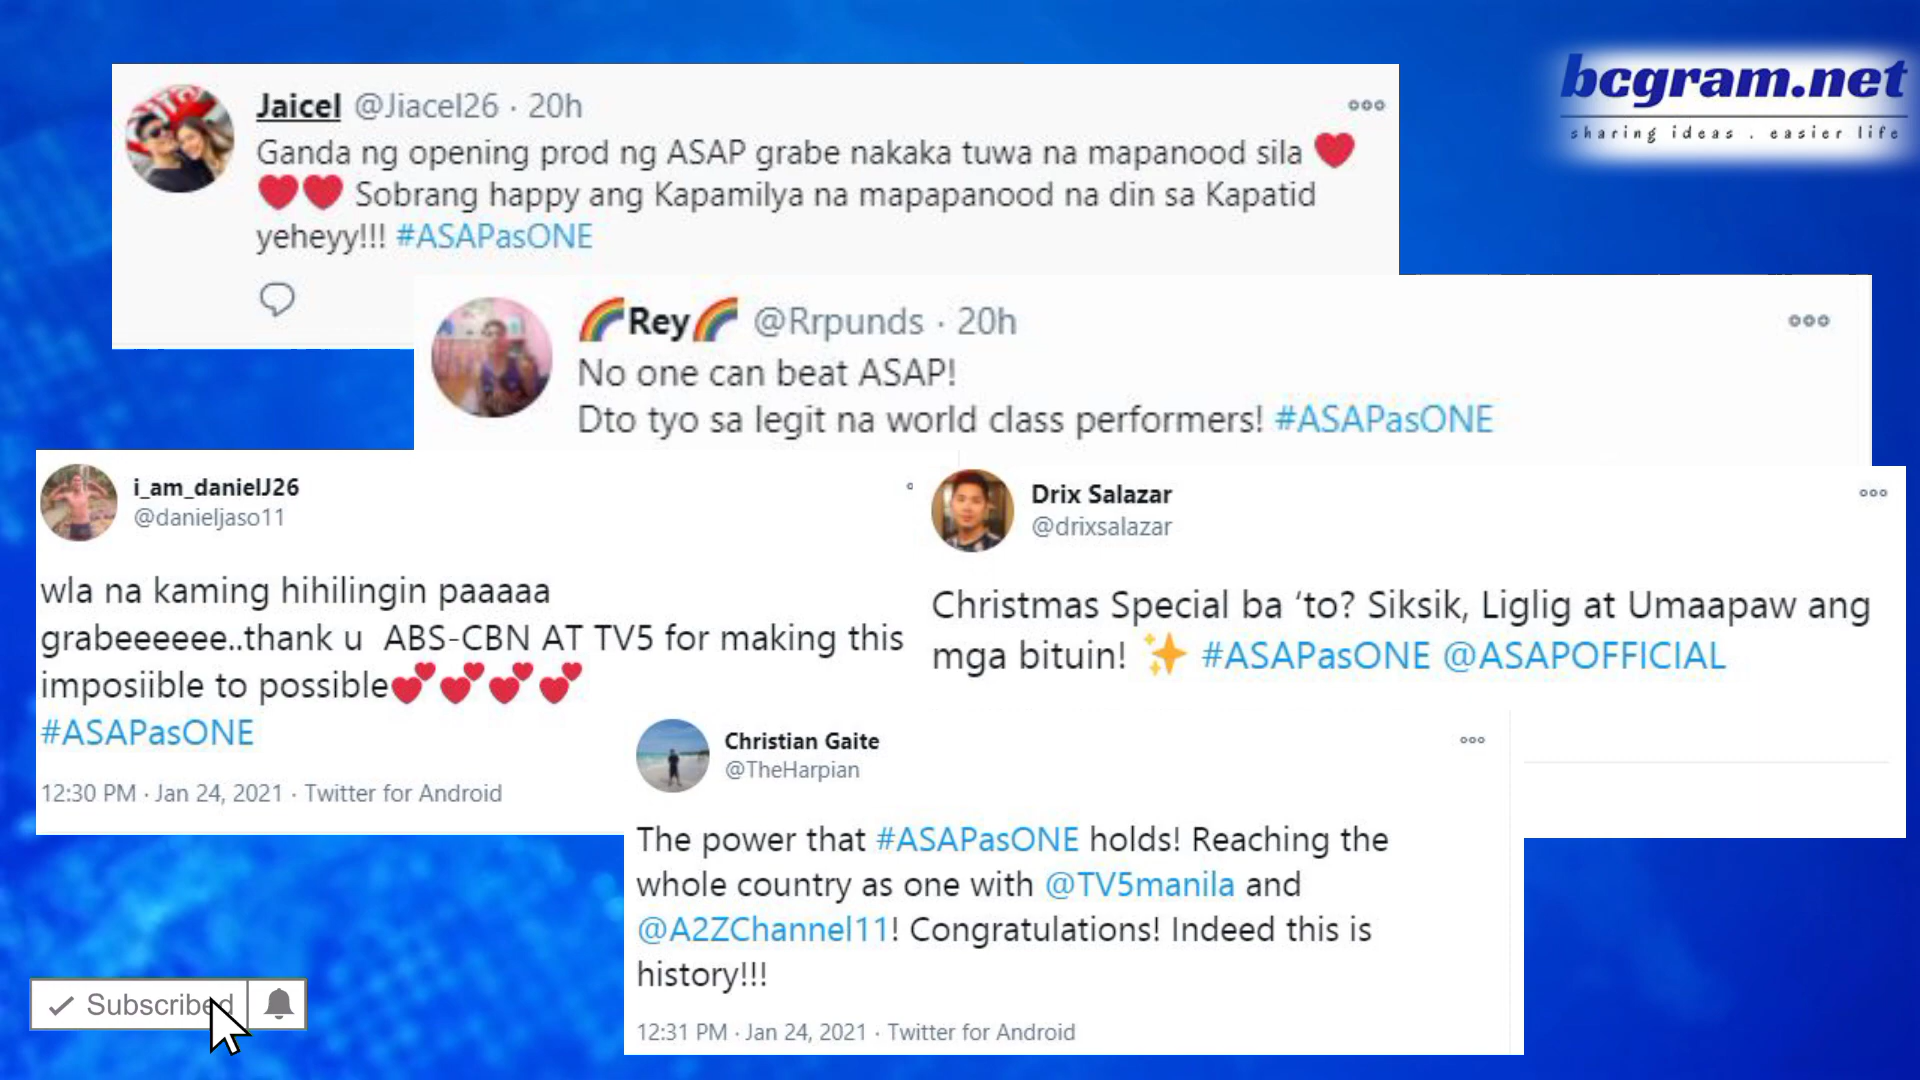 bcgram.net
sharing ideas . easier life
Jaicel @Jiacel26 · 20h
Ganda ng opening prod ng ASAP grabe nakaka tuwa na mapanood sila ❤️
❤️❤️ Sobrang happy ang Kapamilya na mapapanood na din sa Kapatid
yeheyy!!! #ASAPasONE
🌈Rey🌈 @Rrpunds · 20h
No one can beat ASAP!
Dto tyo sa legit na world class performers! #ASAPasONE
i_am_danielJ26
@danieljaso11
wla na kaming hihilingin paaaaa
grabeeeeee..thank u ABS-CBN AT TV5 for making this
imposiible to possible💕💕💕💕
#ASAPasONE
12:30 PM · Jan 24, 2021 · Twitter for Android
Drix Salazar
@drixsalazar
Christmas Special ba ‘to? Siksik, Liglig at Umaapaw ang
mga bituin! ✨ #ASAPasONE @ASAPOFFICIAL
Christian Gaite
@TheHarpian
The power that #ASAPasONE holds! Reaching the
whole country as one with @TV5manila and
@A2ZChannel11! Congratulations! Indeed this is
history!!!
12:31 PM · Jan 24, 2021 · Twitter for Android
Subscribed